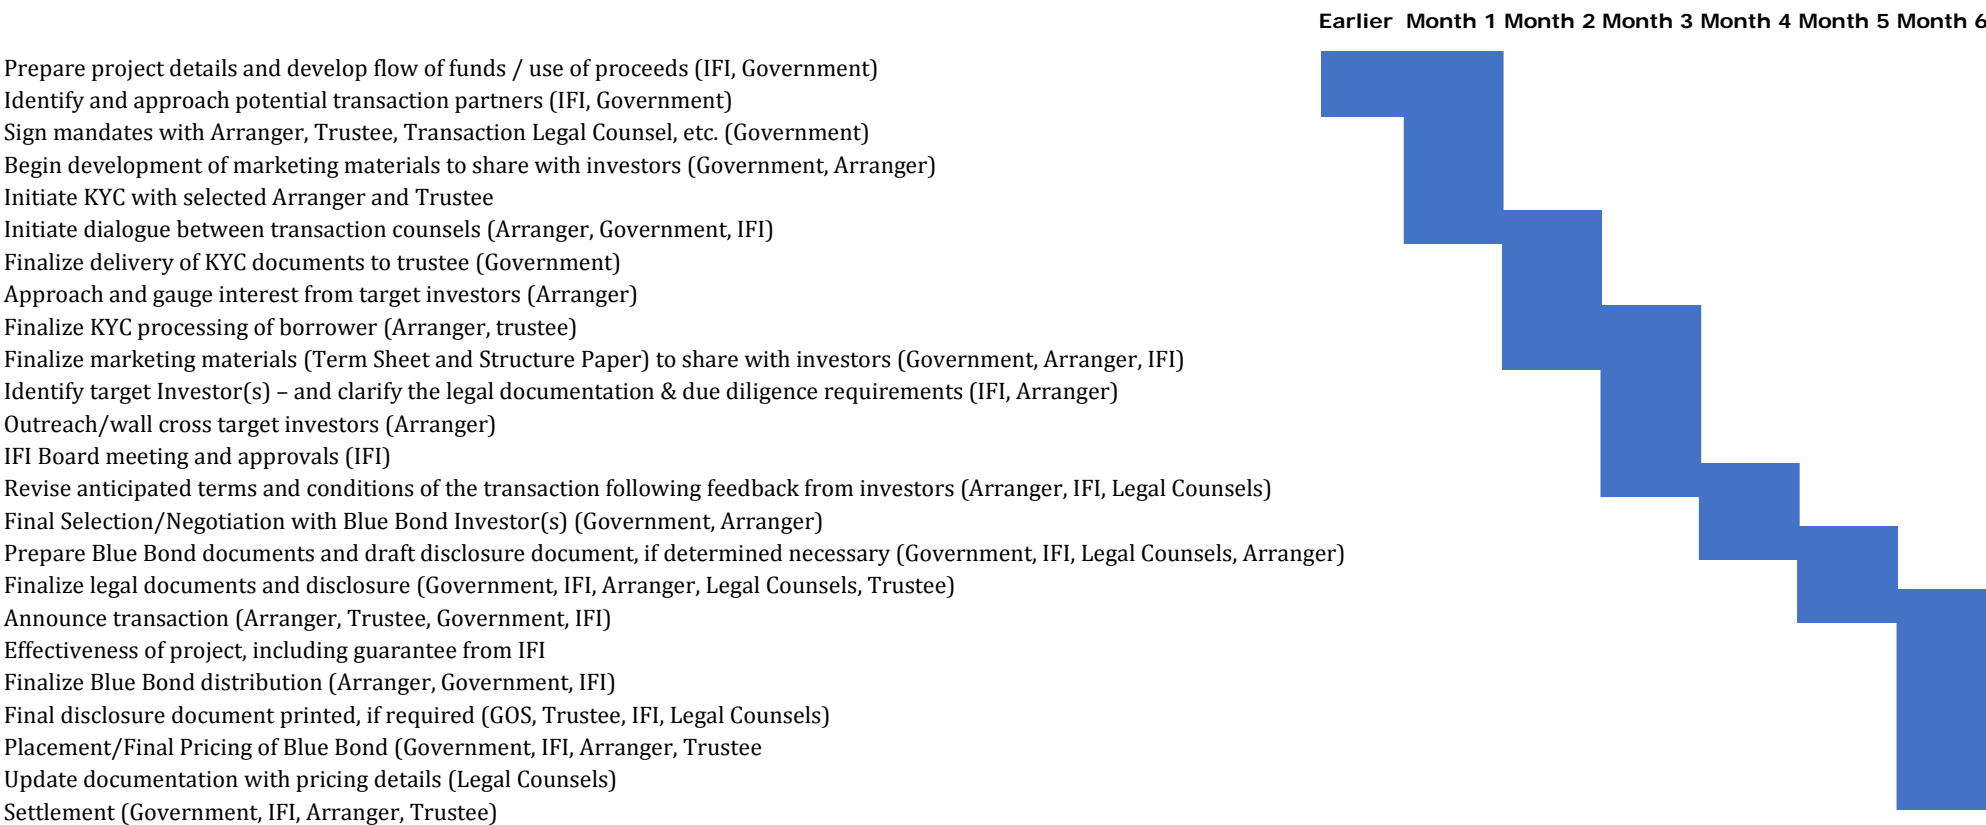 Earlier Month 1 Month 2 Month 3 Month 4 Month 5 Month 6
Prepare project details and develop flow of funds / use of proceeds (IFI, Government)
Identify and approach potential transaction partners (IFI, Government)
Sign mandates with Arranger, Trustee, Transaction Legal Counsel, etc. (Government)
Begin development of marketing materials to share with investors (Government, Arranger)
Initiate KYC with selected Arranger and Trustee
Initiate dialogue between transaction counsels (Arranger, Government, IFI)
Finalize delivery of KYC documents to trustee (Government)
Approach and gauge interest from target investors (Arranger)
Finalize KYC processing of borrower (Arranger, trustee)
Finalize marketing materials (Term Sheet and Structure Paper) to share with investors (Government, Arranger, IFI)
Identify target Investor(s) – and clarify the legal documentation & due diligence requirements (IFI, Arranger)
Outreach/wall cross target investors (Arranger)
IFI Board meeting and approvals (IFI)
Revise anticipated terms and conditions of the transaction following feedback from investors (Arranger, IFI, Legal Counsels)
Final Selection/Negotiation with Blue Bond Investor(s) (Government, Arranger)
Prepare Blue Bond documents and draft disclosure document, if determined necessary (Government, IFI, Legal Counsels, Arranger)
Finalize legal documents and disclosure (Government, IFI, Arranger, Legal Counsels, Trustee)
Announce transaction (Arranger, Trustee, Government, IFI)
Effectiveness of project, including guarantee from IFI
Finalize Blue Bond distribution (Arranger, Government, IFI)
Final disclosure document printed, if required (GOS, Trustee, IFI, Legal Counsels)
Placement/Final Pricing of Blue Bond (Government, IFI, Arranger, Trustee
Update documentation with pricing details (Legal Counsels)
Settlement (Government, IFI, Arranger, Trustee)